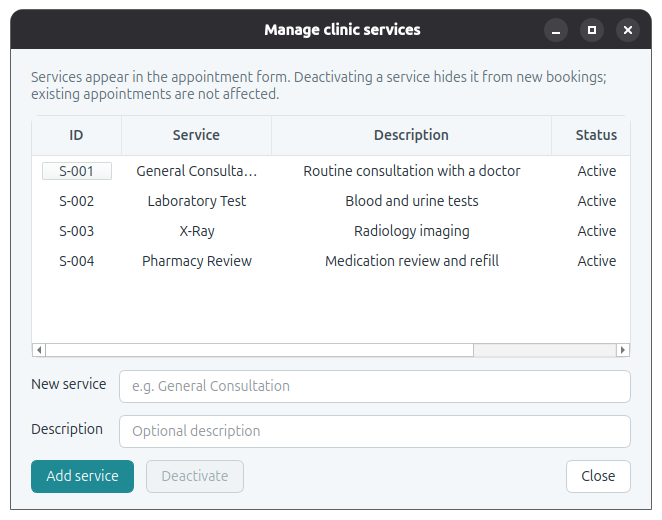 Manage clinic services
Services appear in the appointment form. Deactivating a service hides it from new bookings;
existing appointments are not affected.
ID Service Description Status
S-001 General Consulta... Routine consultation with a doctor Active
S-002 Laboratory Test Blood and urine tests Active
S-003 X-Ray Radiology imaging Active
S-004 Pharmacy Review Medication review and refill Active
New service e.g. General Consultation
Description Optional description
Add service Deactivate Close